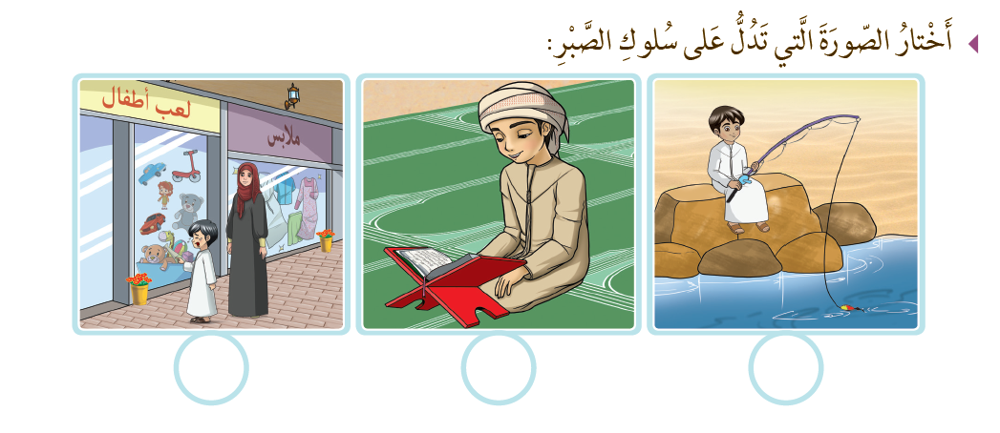 أَخْتارُ الصّورَةَ الَّتي تَدُلُّ عَلى سُلوكِ الصَّبْرِ:
لعب أطفال
ملابس